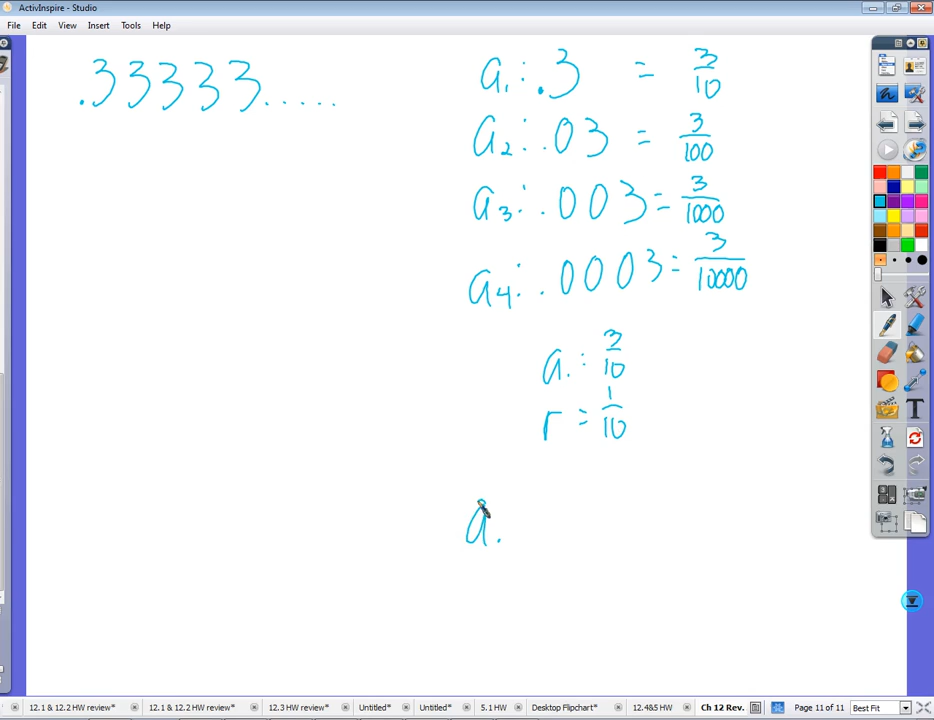 ActivInspire - Studio
File Edit View Insert Tools Help
.33333.....
a1 : .3 = 3/10
a2 : .03 = 3/100
a3 : .003 = 3/1000
a4 : .0003 = 3/10000
a1 = 3/10
r = 1/10
a1
12.1 & 12.2 HW review* 12.1 & 12.2 HW review* 12.3 HW review* Untitled* Untitled* 5.1 HW Desktop Flipchart* 12.4&5 HW Ch 12 Rev. Page 11 of 11 Best Fit